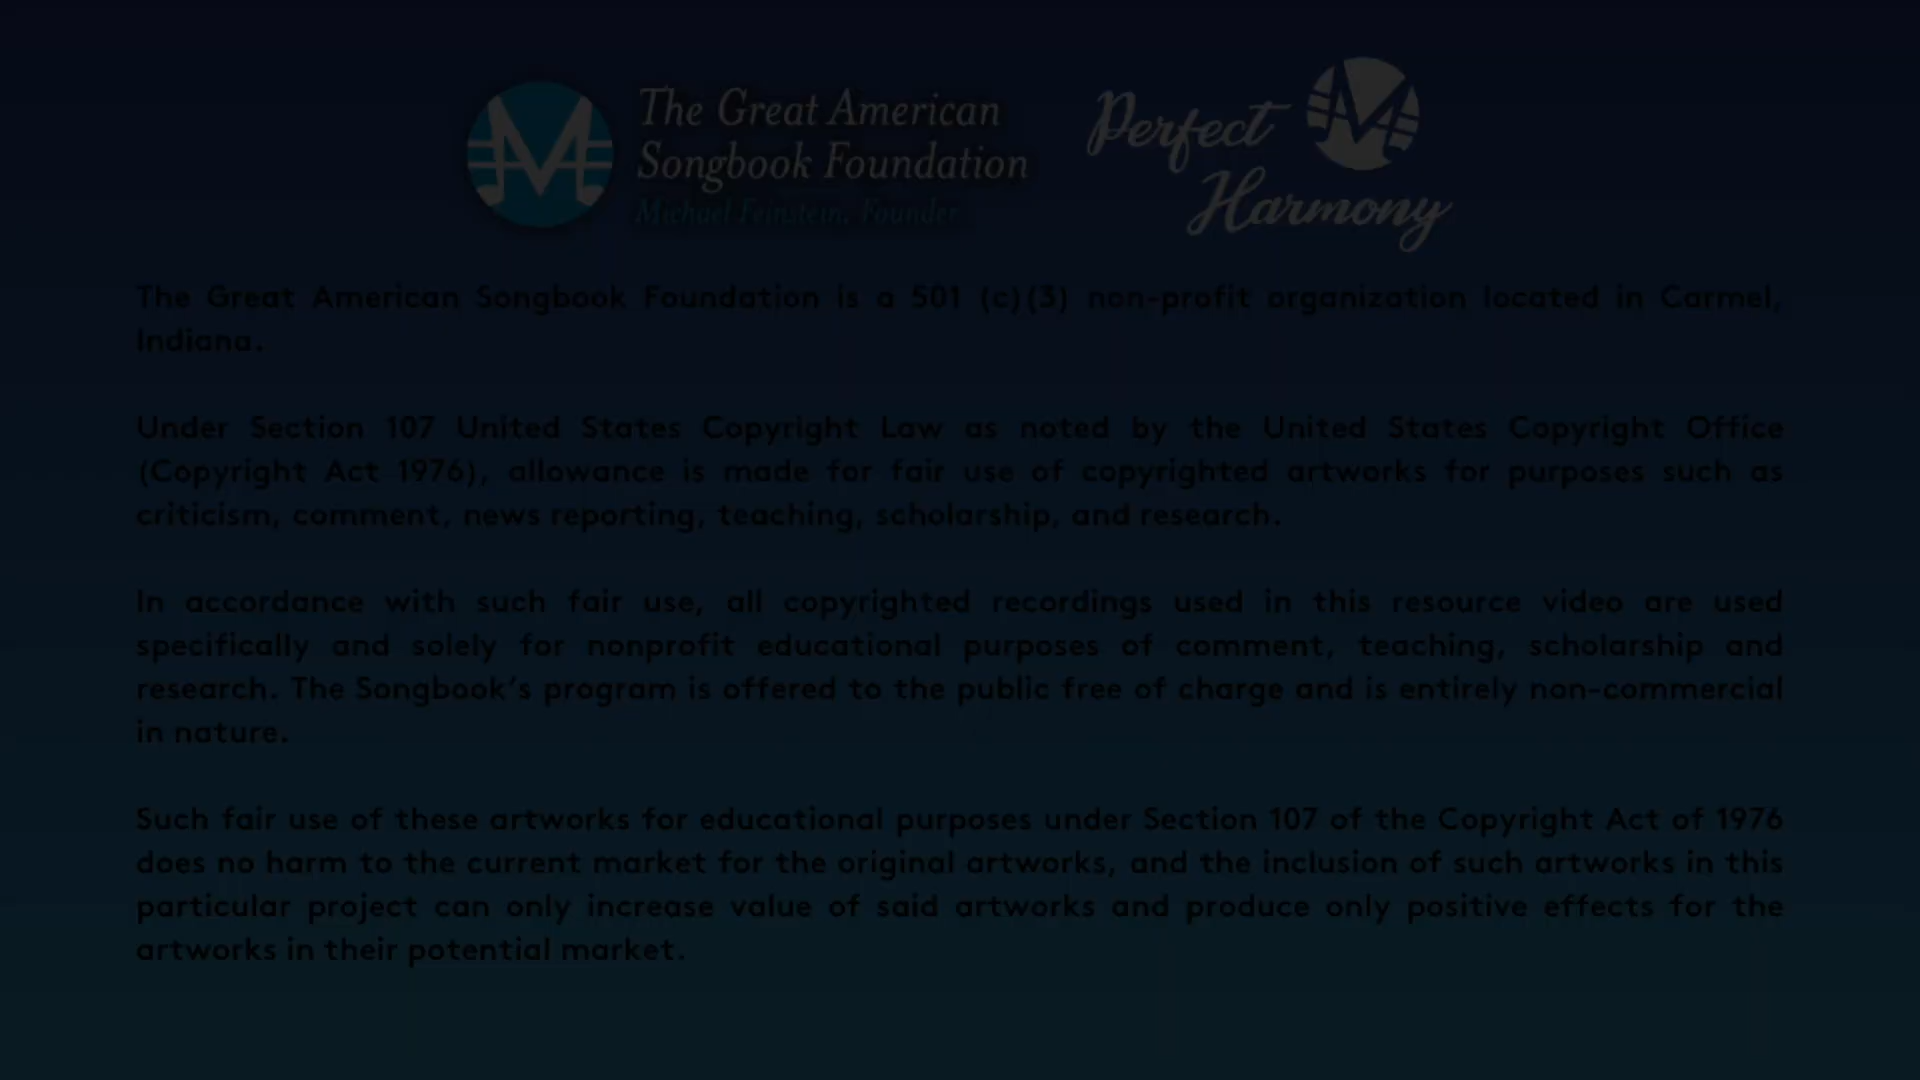 The Great American
Songbook Foundation
Michael Feinstein, Founder
Perfect
Harmony
The Great American Songbook Foundation is a 501 (c)(3) non-profit organization located in Carmel,
Indiana.
Under Section 107 United States Copyright Law as noted by the United States Copyright Office
(Copyright Act 1976), allowance is made for fair use of copyrighted artworks for purposes such as
criticism, comment, news reporting, teaching, scholarship, and research.
In accordance with such fair use, all copyrighted recordings used in this resource video are used
specifically and solely for nonprofit educational purposes of comment, teaching, scholarship and
research. The Songbook’s program is offered to the public free of charge and is entirely non-commercial
in nature.
Such fair use of these artworks for educational purposes under Section 107 of the Copyright Act of 1976
does no harm to the current market for the original artworks, and the inclusion of such artworks in this
particular project can only increase value of said artworks and produce only positive effects for the
artworks in their potential market.